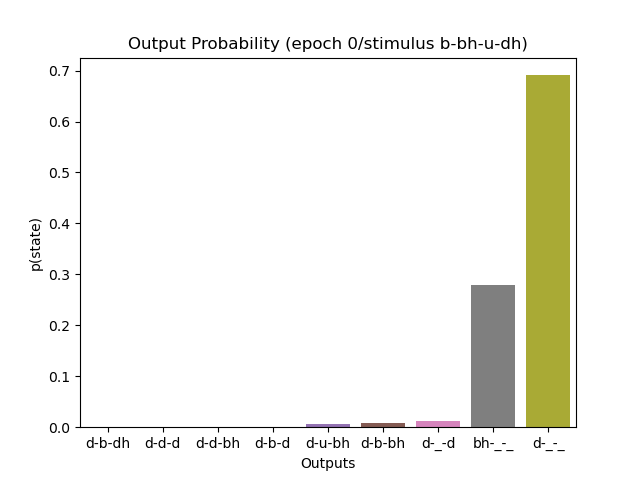 Output Probability (epoch 0/stimulus b-bh-u-dh)
0.7
0.6
0.5
0.4
0.3
0.2
0.1
0.0
p(state)
d-b-dh d-d-d d-d-bh d-b-d d-u-bh d-b-bh d-_-d bh-_-_ d-_-_
Outputs